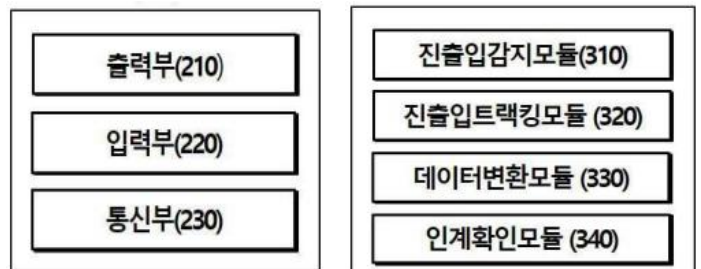 출력부(210)
입력부(220)
통신부(230)
진출입감지모듈(310)
진출입트랙킹모듈 (320)
데이터변환모듈 (330)
인계확인모듈 (340)